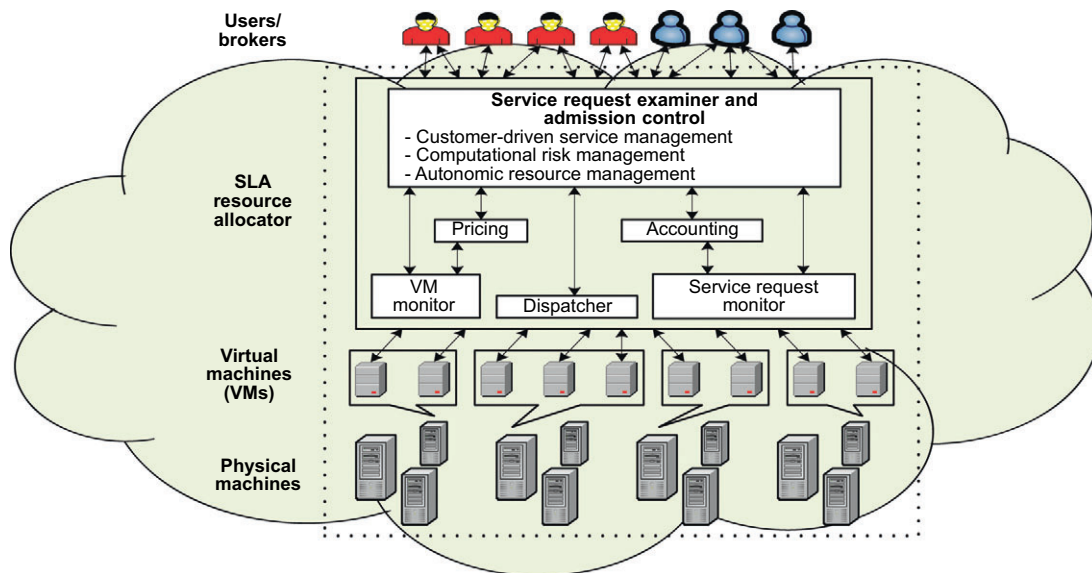 Users/
brokers
Service request examiner and
admission control
- Customer-driven service management
- Computational risk management
- Autonomic resource management
SLA
resource
allocator
Pricing
Accounting
VM
monitor
Dispatcher
Service request
monitor
Virtual
machines
(VMs)
Physical
machines